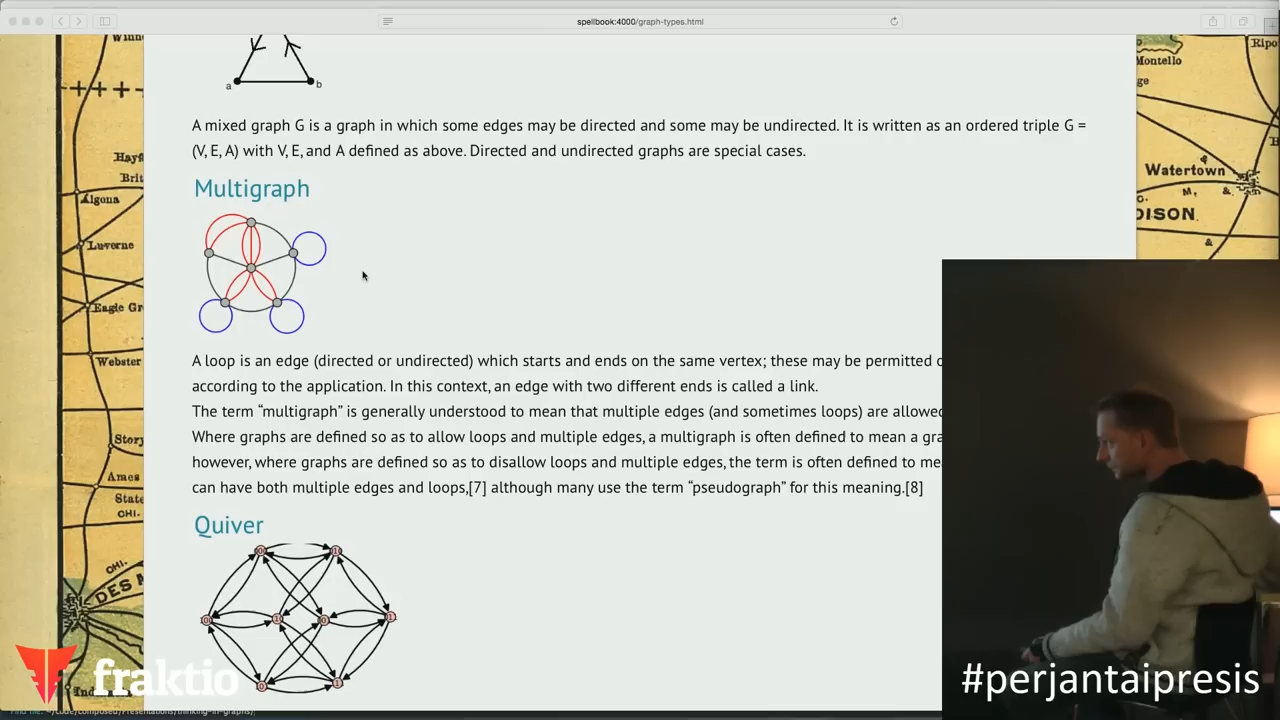 spellbook:4000/graph-types.html
a
b
A mixed graph G is a graph in which some edges may be directed and some may be undirected. It is written as an ordered triple G =
(V, E, A) with V, E, and A defined as above. Directed and undirected graphs are special cases.
Multigraph
A loop is an edge (directed or undirected) which starts and ends on the same vertex; these may be permitted
according to the application. In this context, an edge with two different ends is called a link.
The term “multigraph” is generally understood to mean that multiple edges (and sometimes loops) are allowed
Where graphs are defined so as to allow loops and multiple edges, a multigraph is often defined to mean a
however, where graphs are defined so as to disallow loops and multiple edges, the term is often defined to
can have both multiple edges and loops,[7] although many use the term “pseudograph” for this meaning.[8]
Quiver
Algona
Luverne
Eagle Gr
Webster
Story
Ames
State
CHI.
CHI.
DES
Montello
Watertown
M.
&
DISON
&
fraktio
#perjantaipresis